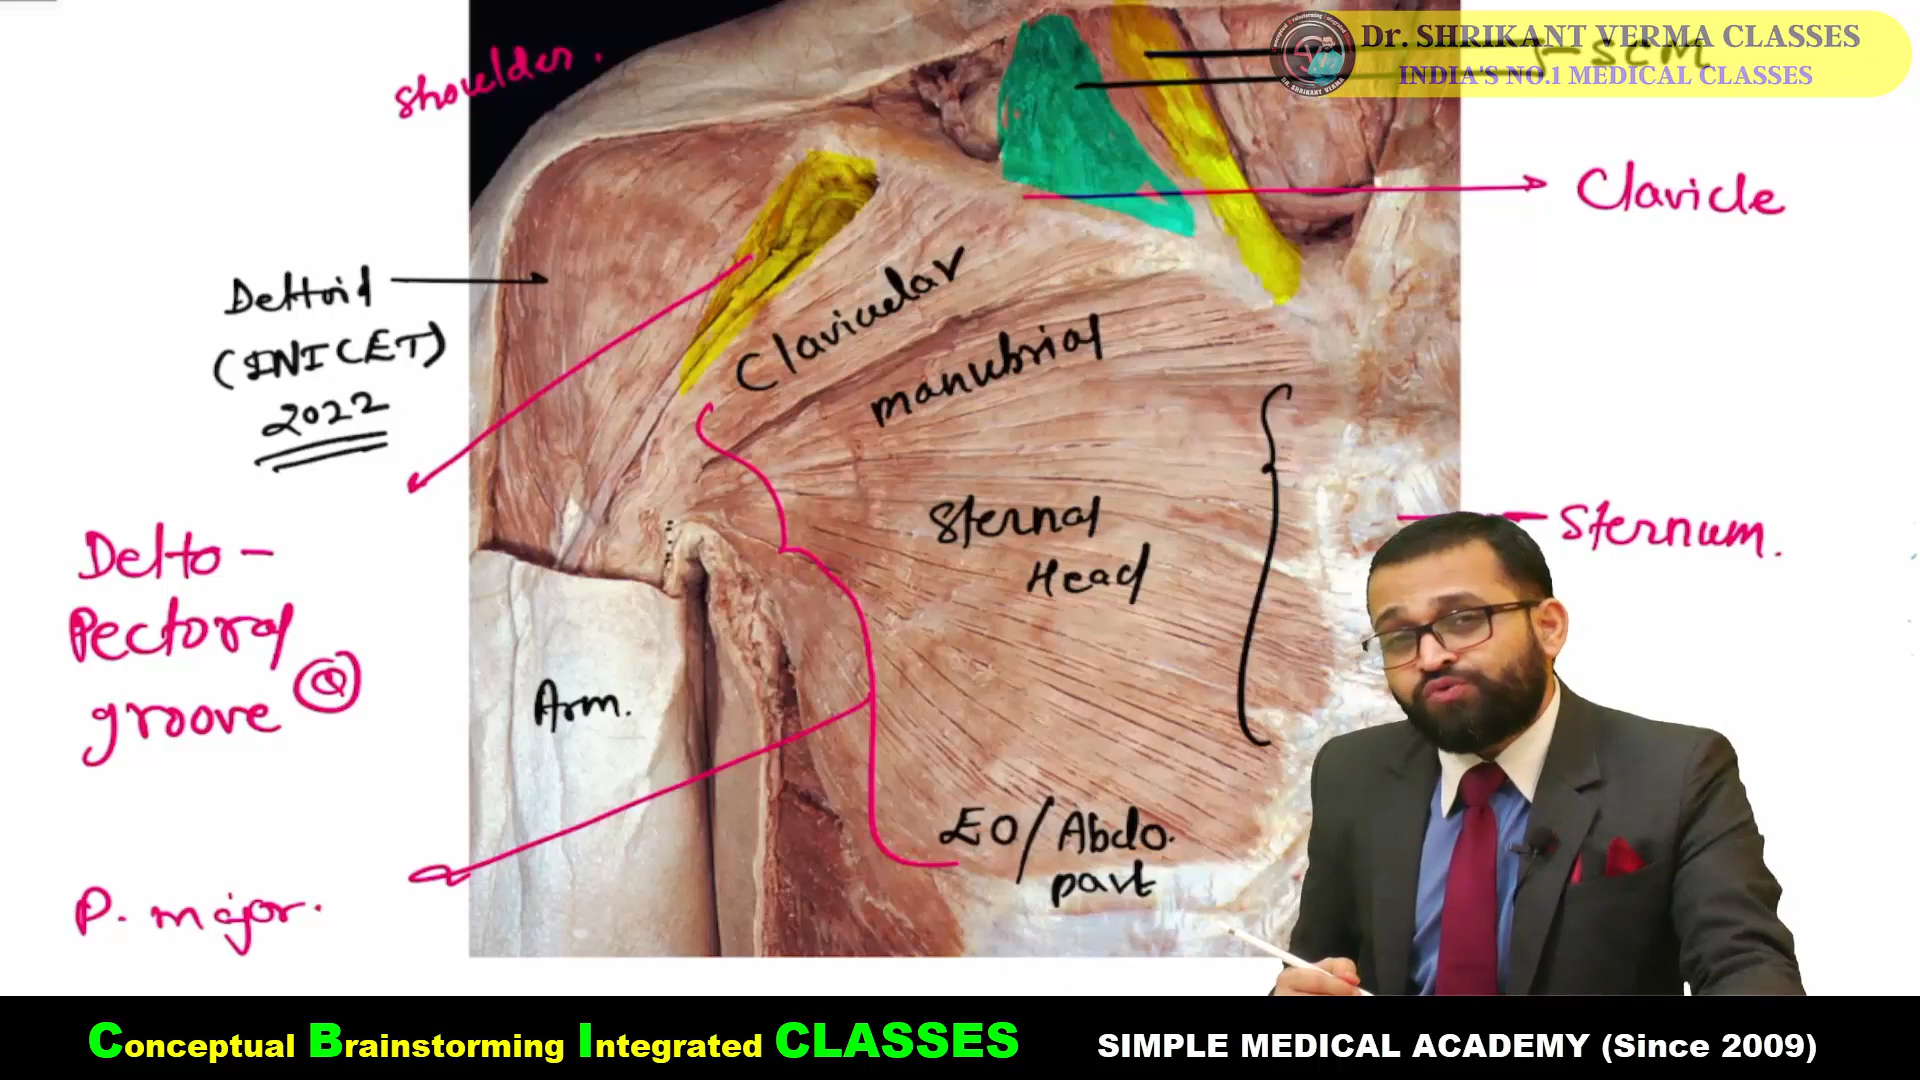 Dr. SHRIKANT VERMA CLASSES
INDIA'S NO.1 MEDICAL CLASSES
SCM
shoulder.
Clavicle
Deltoid
(INICET)
2022
Clavicular
manubrial
Sternal
Head
Sternum.
Delto-
Pectoral
groove Q
Arm.
EO/Abdo.
part
P. major.
Conceptual Brainstorming Integrated CLASSES
SIMPLE MEDICAL ACADEMY (Since 2009)